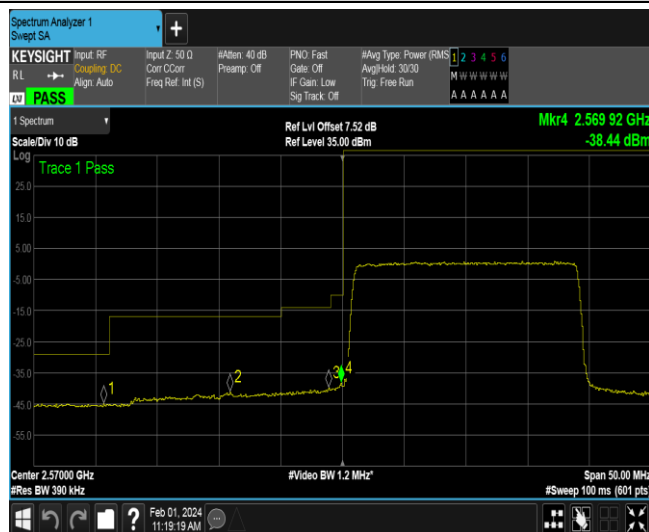 Spectrum Analyzer 1
Swept SA
KEYSIGHT
RL
LXI PASS
Input: RF
Coupling: DC
Align: Auto
Input Z: 50 Ω
Corr CCorr
Freq Ref: Int (S)
#Atten: 40 dB
Preamp: Off
PNO: Fast
Gate: Off
IF Gain: Low
Sig Track: Off
#Avg Type: Power (RMS
Avg|Hold: 30/30
Trig: Free Run
1 2 3 4 5 6
M W W W W W
A A A A A A
1 Spectrum
Scale/Div 10 dB
Ref Lvl Offset 7.52 dB
Ref Level 35.00 dBm
Mkr4 2.569 92 GHz
-38.44 dBm
Log
Trace 1 Pass
25.0
15.0
5.00
-5.00
-15.0
-25.0
-35.0
-45.0
-55.0
1
2
3
4
Center 2.57000 GHz
#Res BW 390 kHz
#Video BW 1.2 MHz*
Span 50.00 MHz
#Sweep 100 ms (601 pts)
?
Feb 01, 2024
11:19:19 AM